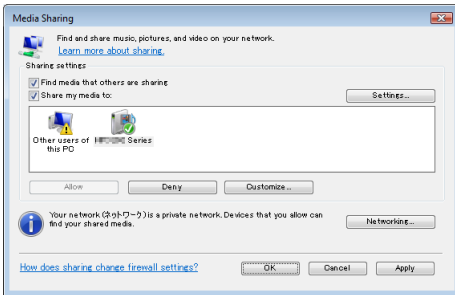 Media Sharing
Find and share music, pictures, and video on your network.
Learn more about sharing.
Sharing settings
Find media that others are sharing
Share my media to:
Settings...
Other users of
this PC
Series
Allow
Deny
Customize...
Your network (ネットワーク) is a private network. Devices that you allow can
find your shared media.
Networking...
How does sharing change firewall settings?
OK
Cancel
Apply